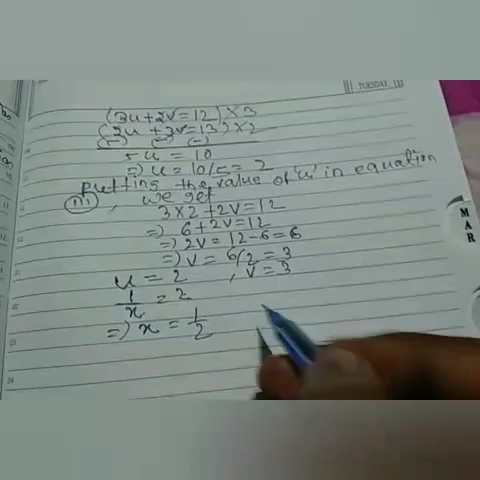 TUESDAY
(3u+2v=12)×3
(2u+3v=13)×2
(-) (-) (-)
5u = 10
=) u = 10/5 = 2
Putting the value of 'u' in equation
(iii), we get
3×2+2v=12
=) 6+2v=12
=) 2v = 12-6=6
=) v = 6/2 = 3
u = 2 , v = 3
1/x = 2
=) x = 1/2
MAR